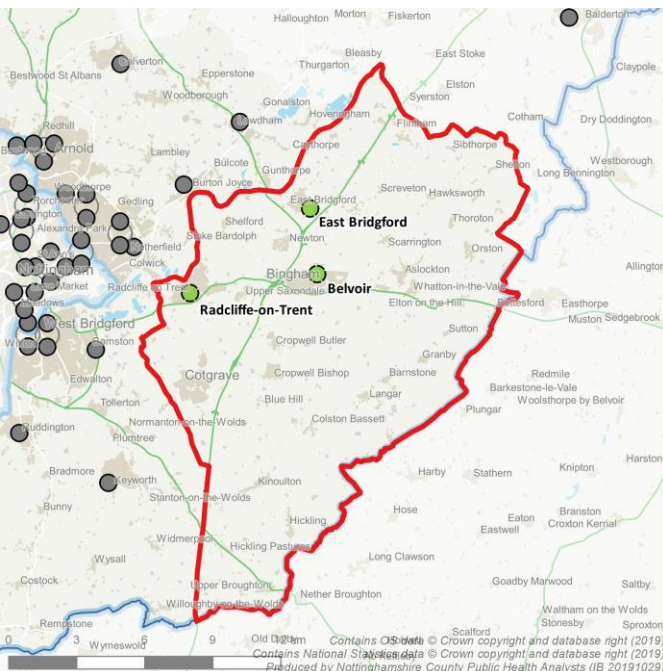 Morton
Fiskerton
Halloughton
Balderton
Bleasby
East Stoke
Thurgarton
Calverton
Claypole
Bestwood St Albans
Epperstone
Elston
Woodborough
Gonalston
Syerston
Hoveringham
Cotham
Dry Doddington
Lowdham
Flintham
Redhill
Caythorpe
Sibthorpe
Arnold
Lambley
Bulcote
Westborough
Gunthorpe
Shelton
Long Bennington
Woodthorpe
Burton Joyce
Screveton
Hawksworth
Gedling
East Bridgford
Shelford
East Bridgford
Thoroton
Alexandra Park
Stoke Bardolph
Newton
Scarrington
Orston
Netherfield
Colwick
Allington
Nottingham
Bingham
Aslockton
Market
Radcliffe on Trent
Upper Saxondale
Belvoir
Whatton-in-the-Vale
Meadows
Elton on the Hill
Bottesford
Easthorpe
Radcliffe-on-Trent
Muston
Sedgebrook
West Bridgford
Sutton
Gamston
Cropwell Butler
Granby
Edwalton
Cotgrave
Cropwell Bishop
Barnstone
Redmile
Barkestone-le-Vale
Tollerton
Blue Hill
Langar
Woolsthorpe by Belvoir
Plungar
Normanton-on-the-Wolds
Colston Bassett
Ruddington
Plumtree
Harston
Bradmore
Harby
Stathern
Knipton
Keyworth
Kinoulton
Stanton-on-the-Wolds
Bunny
Hose
Branston
Hickling
Eaton
Croxton Kerrial
Eastwell
Widmerpool
Hickling Pastures
Wysall
Long Clawson
Costock
Upper Broughton
Goadby Marwood
Saltby
Nether Broughton
Willoughby-on-the-Wolds
Waltham on the Wolds
Rempstone
Stonesby
Sproxton
Scalford
0 3 6 9 12 km
Old Dalby
Wymeswold
Contains OS data © Crown copyright and database right (2019)
Contains National Statistics data © Crown copyright and database right (2019)
Produced by Nottinghamshire County Public Health Analysts (IB 20191029)